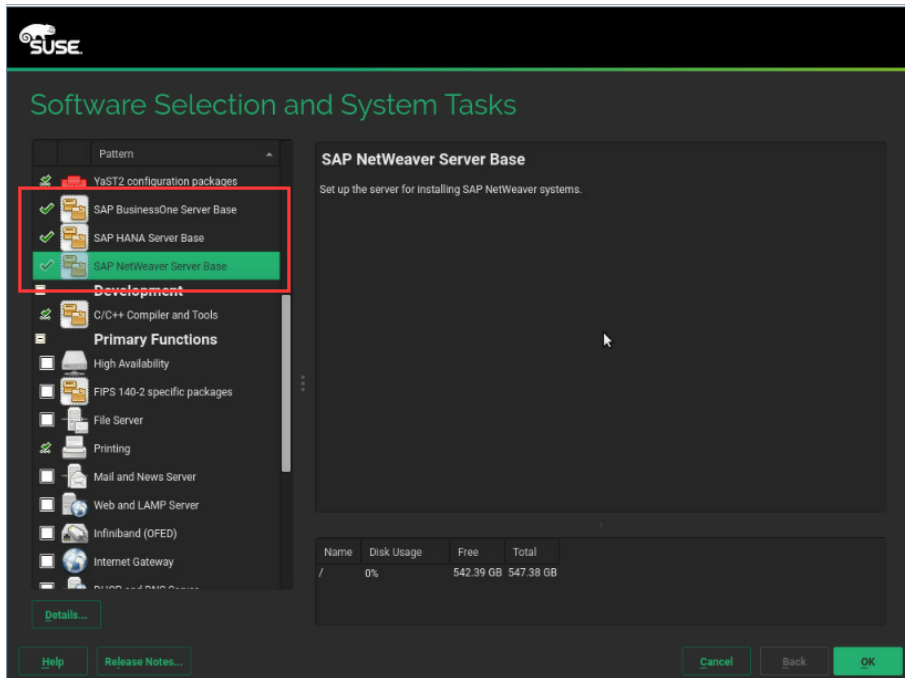 SUSE.
Software Selection and System Tasks
Pattern
YaST2 configuration packages
SAP BusinessOne Server Base
SAP HANA Server Base
SAP NetWeaver Server Base
Development
C/C++ Compiler and Tools
Primary Functions
High Availability
FIPS 140-2 specific packages
File Server
Printing
Mail and News Server
Web and LAMP Server
Infiniband (OFED)
Internet Gateway
Details...
SAP NetWeaver Server Base
Set up the server for installing SAP NetWeaver systems.
Name Disk Usage Free Total
/ 0% 542.39 GB 547.38 GB
Help Release Notes... Cancel Back OK